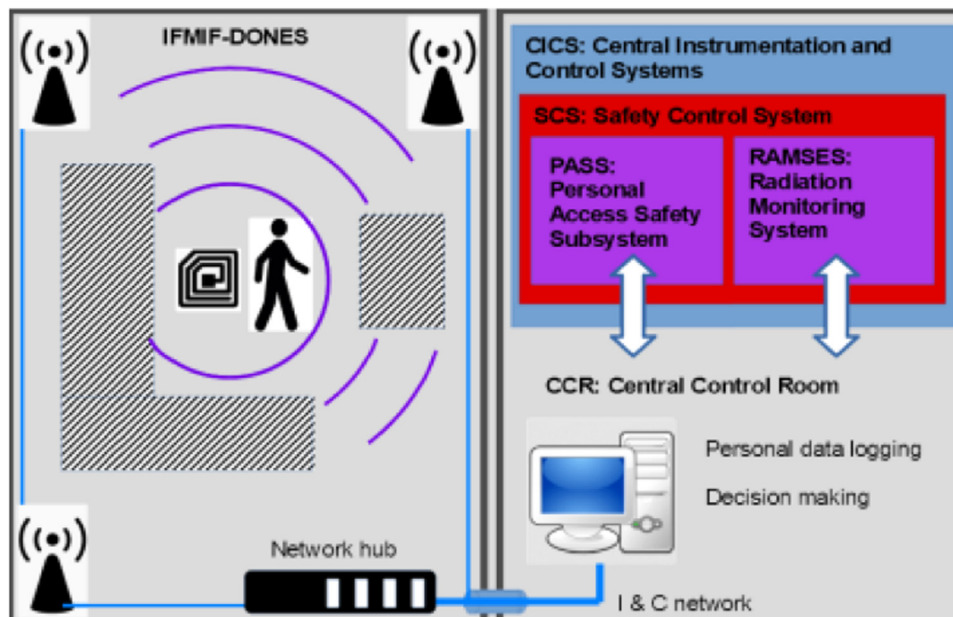 IFMIF-DONES
Network hub
CICS: Central Instrumentation and
Control Systems
SCS: Safety Control System
PASS:
Personal
Access Safety
Subsystem
RAMSES:
Radiation
Monitoring
System
CCR: Central Control Room
Personal data logging
Decision making
I & C network